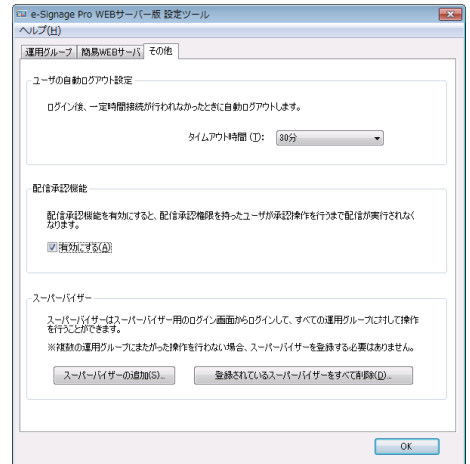 e-Signage Pro WEBサーバー版 設定ツール
ヘルプ(H)
運用グループ 簡易WEBサーバ その他
ユーザの自動ログアウト設定
ログイン後、一定時間接続が行われなかったときに自動ログアウトします。
タイムアウト時間(T): 30分
配信承認機能
配信承認機能を有効にすると、配信承認権限を持ったユーザが承認操作を行うまで配信が実行されなく
なります。
有効にする(A)
スーパーバイザー
スーパーバイザーはスーパーバイザー用のログイン画面からログインして、すべての運用グループに対して操作
を行うことができます。
※複数の運用グループにまたがった操作を行わない場合、スーパーバイザーを登録する必要はありません。
スーパーバイザーの追加(S)... 登録されているスーパーバイザーをすべて削除(D)...
OK